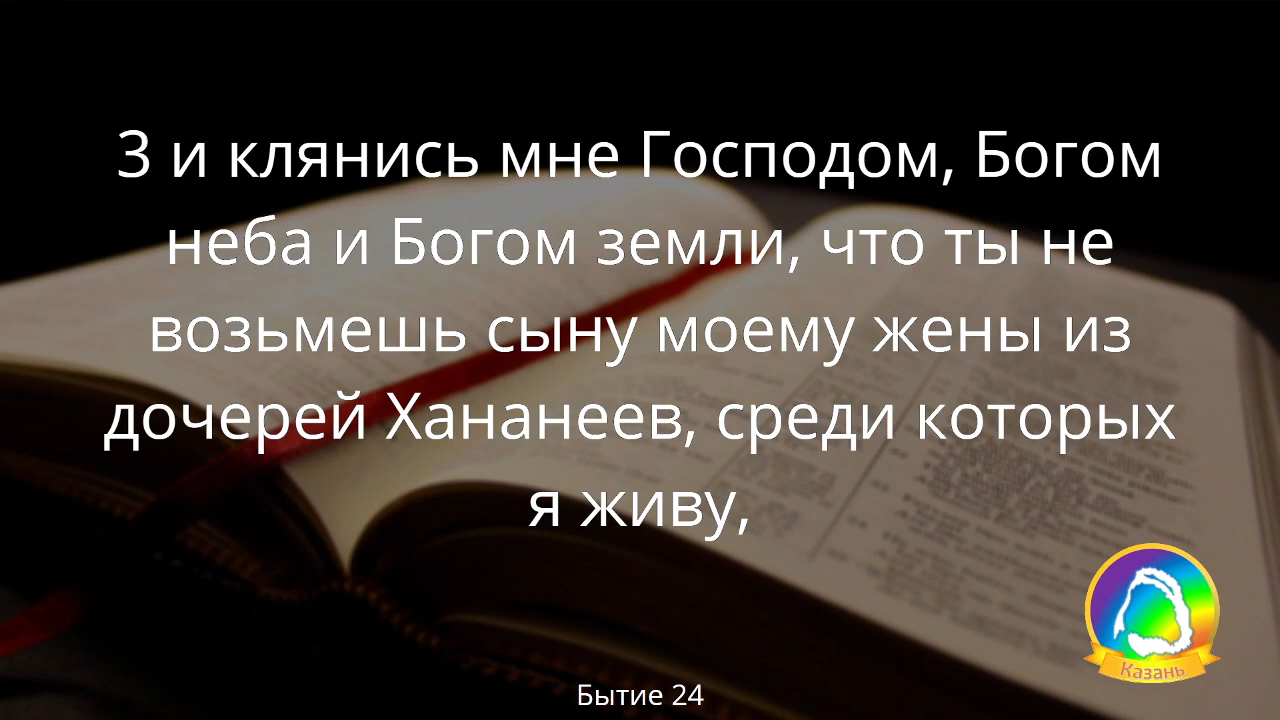 3 и клянись мне Господом, Богом
неба и Богом земли, что ты не
возьмешь сыну моему жены из
дочерей Хананеев, среди которых
я живу,
Казань
Бытие 24